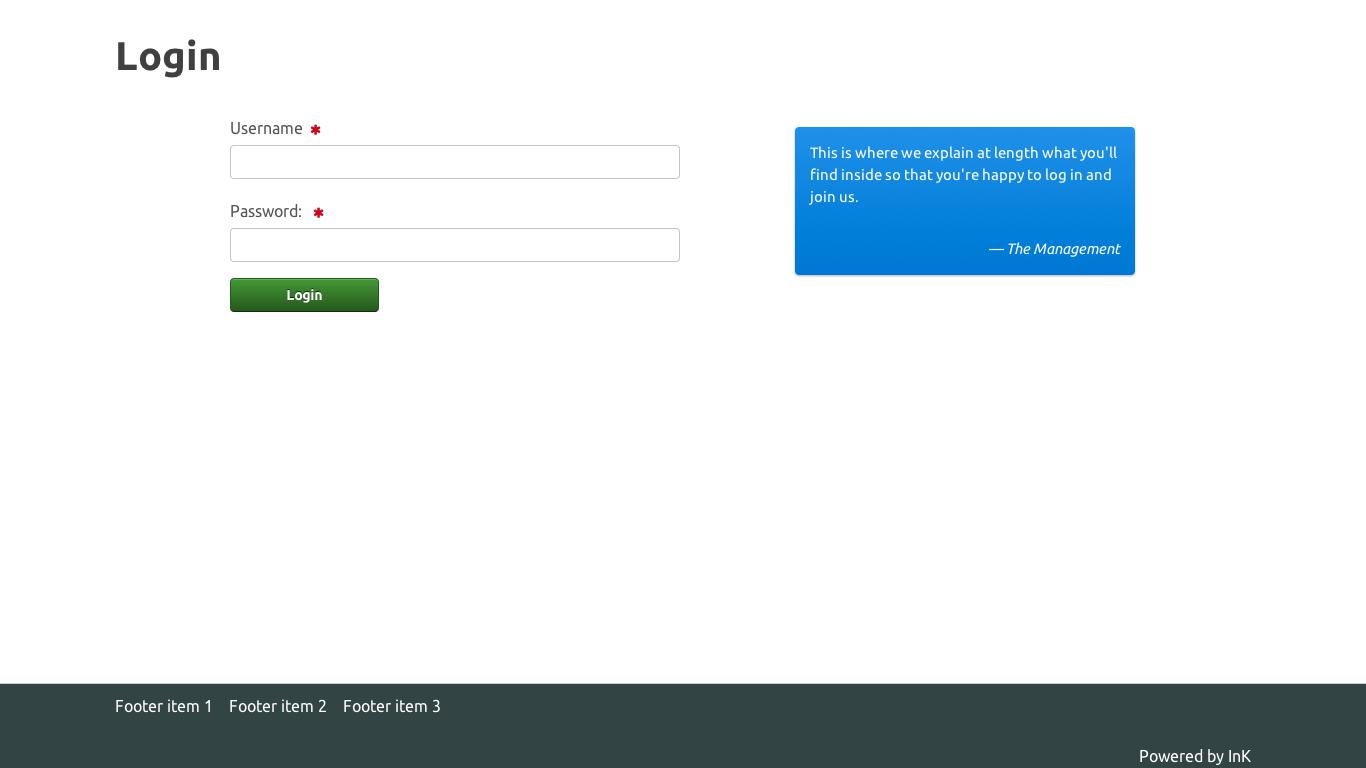 Login
Username ✱
Password: ✱
Login
This is where we explain at length what you'll
find inside so that you're happy to log in and
join us.
— The Management
Footer item 1 Footer item 2 Footer item 3
Powered by InK